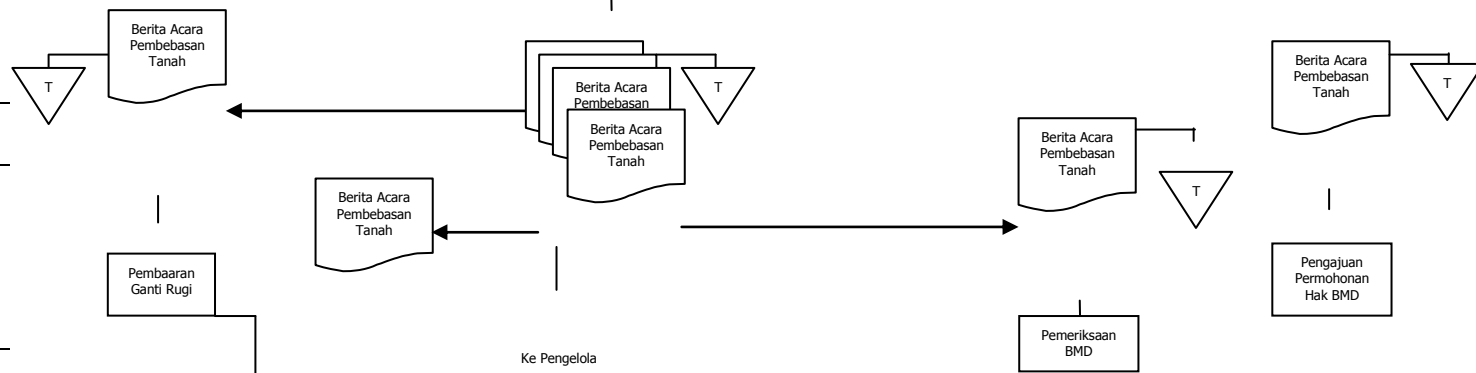 Berita Acara
Pembebasan
Tanah
T
Berita Acara
Pembebasan
Berita Acara
Pembebasan
Tanah
T
Berita Acara
Pembebasan
Tanah
T
Berita Acara
Pembebasan
Tanah
T
Berita Acara
Pembebasan
Tanah
Pembaaran
Ganti Rugi
Ke Pengelola
Pemeriksaan
BMD
Pengajuan
Permohonan
Hak BMD